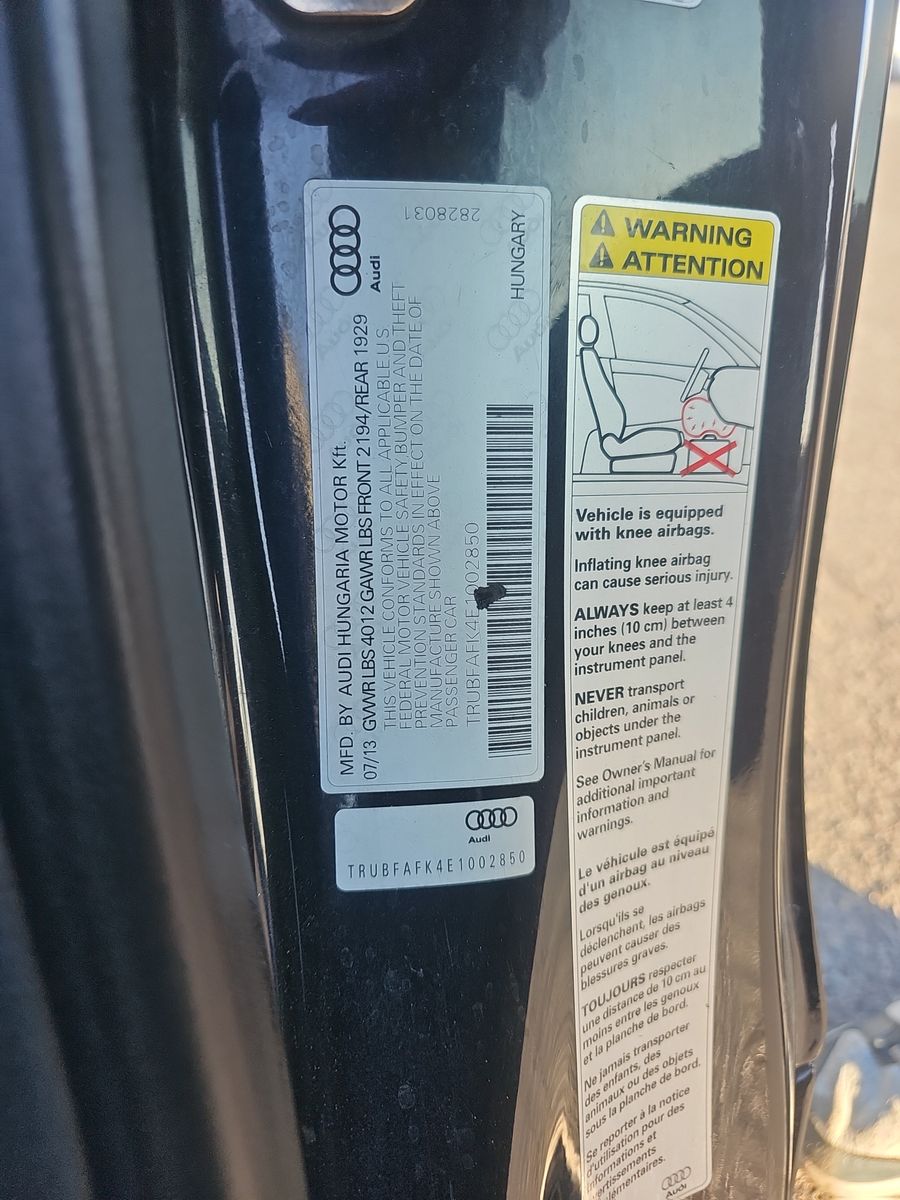 Audi
2828031
MFD. BY AUDI HUNGARIA MOTOR Kft.
07/13 GVWR LBS 4012 GAWR LBS FRONT 2194/REAR 1929
THIS VEHICLE CONFORMS TO ALL APPLICABLE U S
FEDERAL MOTOR VEHICLE SAFETY, BUMPER AND THEFT
PREVENTION STANDARDS IN EFFECT ON THE DATE OF
MANUFACTURE SHOWN ABOVE
PASSENGER CAR
TRUBFAFK4E1002850
HUNGARY
Audi
TRUBFAFK4E1002850
WARNING
ATTENTION
Vehicle is equipped
with knee airbags.
Inflating knee airbag
can cause serious injury.
ALWAYS keep at least 4
inches (10 cm) between
your knees and the
instrument panel.
NEVER transport
children, animals or
objects under the
instrument panel.
See Owner's Manual for
additional important
information and
warnings.
Le véhicule est équipé
d'un airbag au niveau
des genoux.
Lorsqu'ils se
déclenchent, les airbags
peuvent causer des
blessures graves.
TOUJOURS respecter
une distance de 10 cm au
moins entre les genoux
et la planche de bord.
Ne jamais transporter
des enfants, des
animaux ou des objets
sous la planche de bord.
Se reporter à la notice
d'utilisation pour des
informations et
Audi